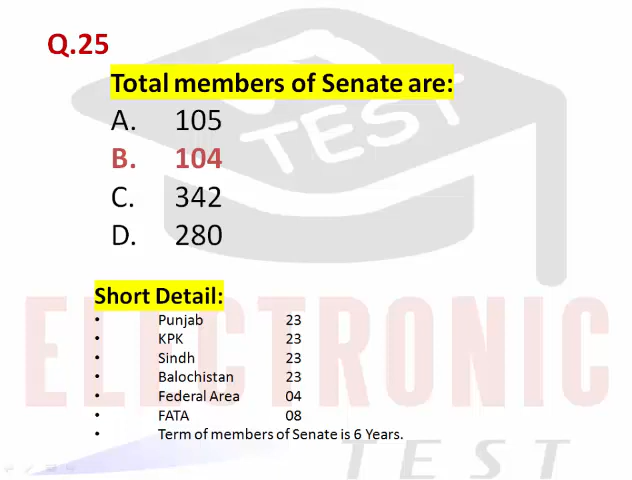 Q.25
Total members of Senate are:
A. 105
B. 104
C. 342
D. 280
Short Detail:
• Punjab 23
• KPK 23
• Sindh 23
• Balochistan 23
• Federal Area 04
• FATA 08
• Term of members of Senate is 6 Years.
TEST
ELECTRONIC
TEST